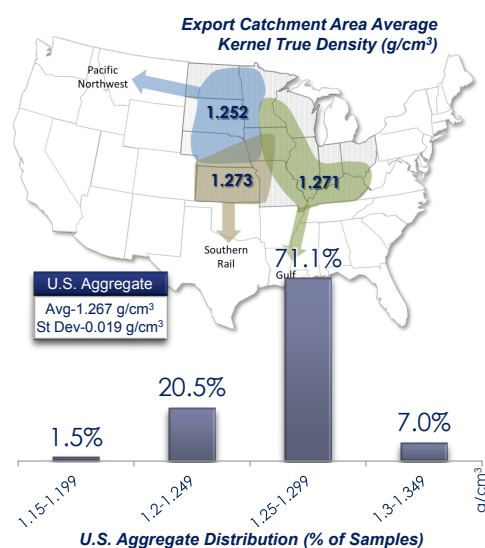 Export Catchment Area Average
Kernel True Density (g/cm³)
Pacific
Northwest
1.252
1.273
1.271
Southern
Rail
Gulf
71.1%
U.S. Aggregate
Avg-1.267 g/cm³
St Dev-0.019 g/cm³
20.5%
1.5%
7.0%
1.15-1.199
1.2-1.249
1.25-1.299
1.3-1.349
g/cm³
U.S. Aggregate Distribution (% of Samples)